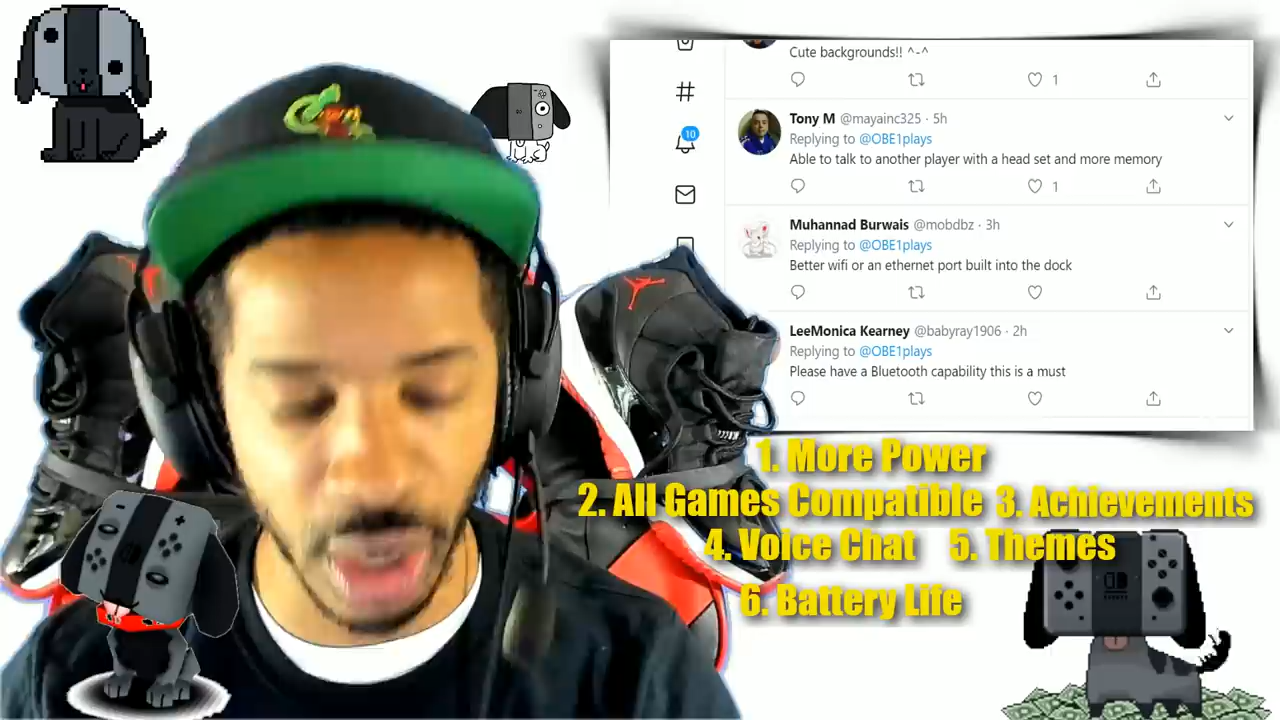 Cute backgrounds!! ^-^
1
10
Tony M @mayainc325 · 5h
Replying to @OBE1plays
Able to talk to another player with a head set and more memory
1
Muhannad Burwais @mobdbz · 3h
Replying to @OBE1plays
Better wifi or an ethernet port built into the dock
LeeMonica Kearney @babyray1906 · 2h
Replying to @OBE1plays
Please have a Bluetooth capability this is a must
1. More Power
2. All Games Compatible 3. Achievements
4. Voice Chat 5. Themes
6. Battery Life